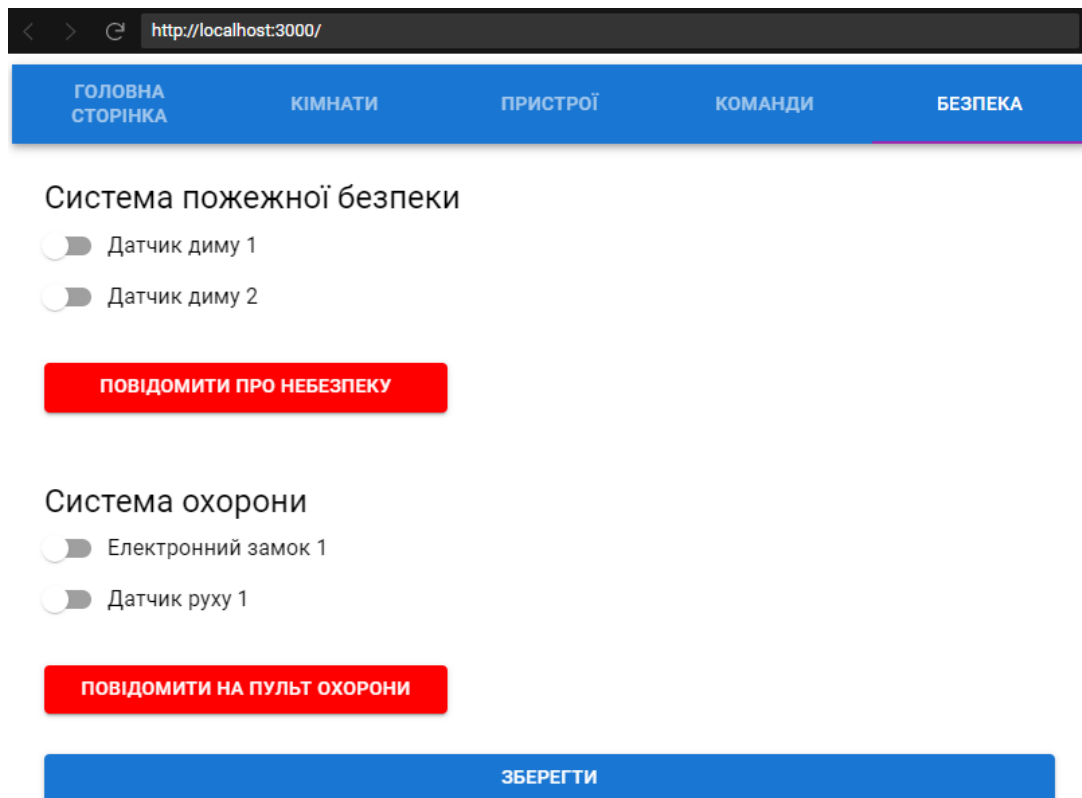 http://localhost:3000/
ГОЛОВНА
СТОРІНКА
КІМНАТИ
ПРИСТРОЇ
КОМАНДИ
БЕЗПЕКА
Система пожежної безпеки
Датчик диму 1
Датчик диму 2
ПОВІДОМИТИ ПРО НЕБЕЗПЕКУ
Система охорони
Електронний замок 1
Датчик руху 1
ПОВІДОМИТИ НА ПУЛЬТ ОХОРОНИ
ЗБЕРЕГТИ